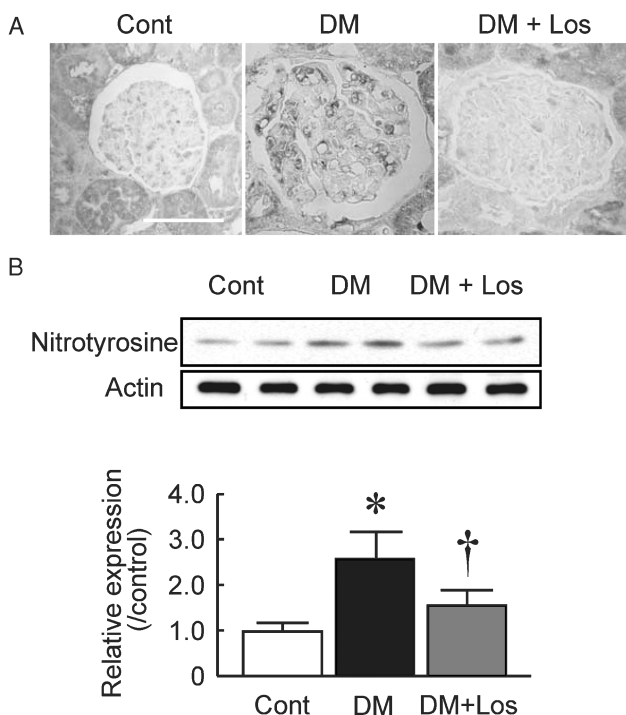 A
Cont DM DM + Los
B
Cont DM DM + Los
Nitrotyrosine
Actin
Relative expression
(/control)
4.0
3.0
2.0
1.0
0
*
†
Cont DM DM+Los